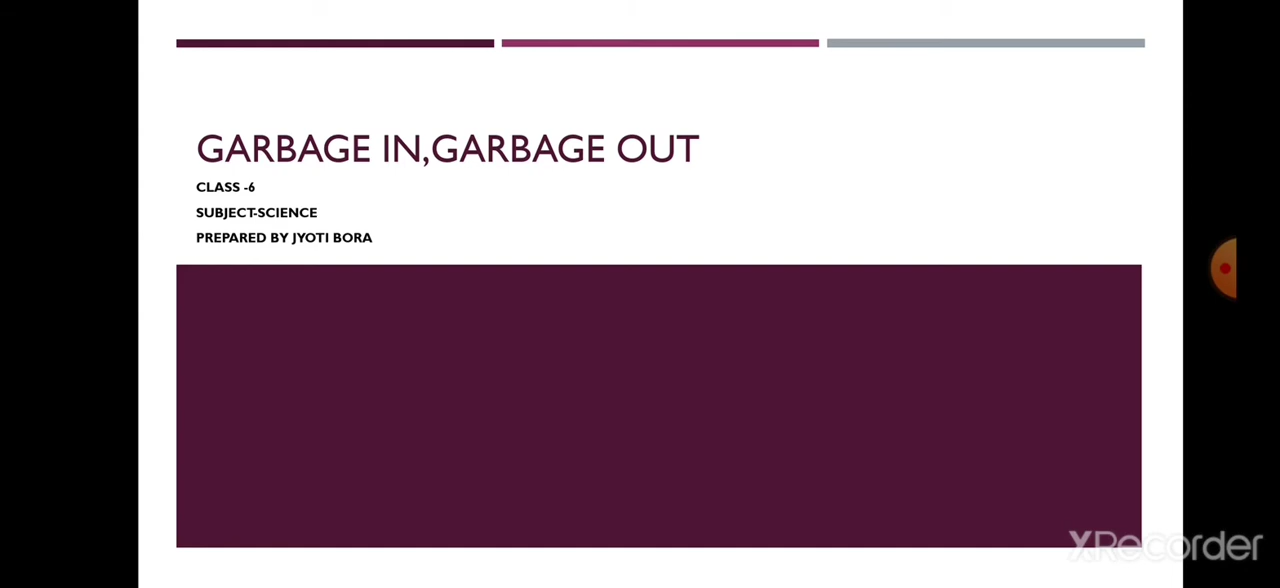 GARBAGE IN,GARBAGE OUT
CLASS -6
SUBJECT-SCIENCE
PREPARED BY JYOTI BORA
XRecorder